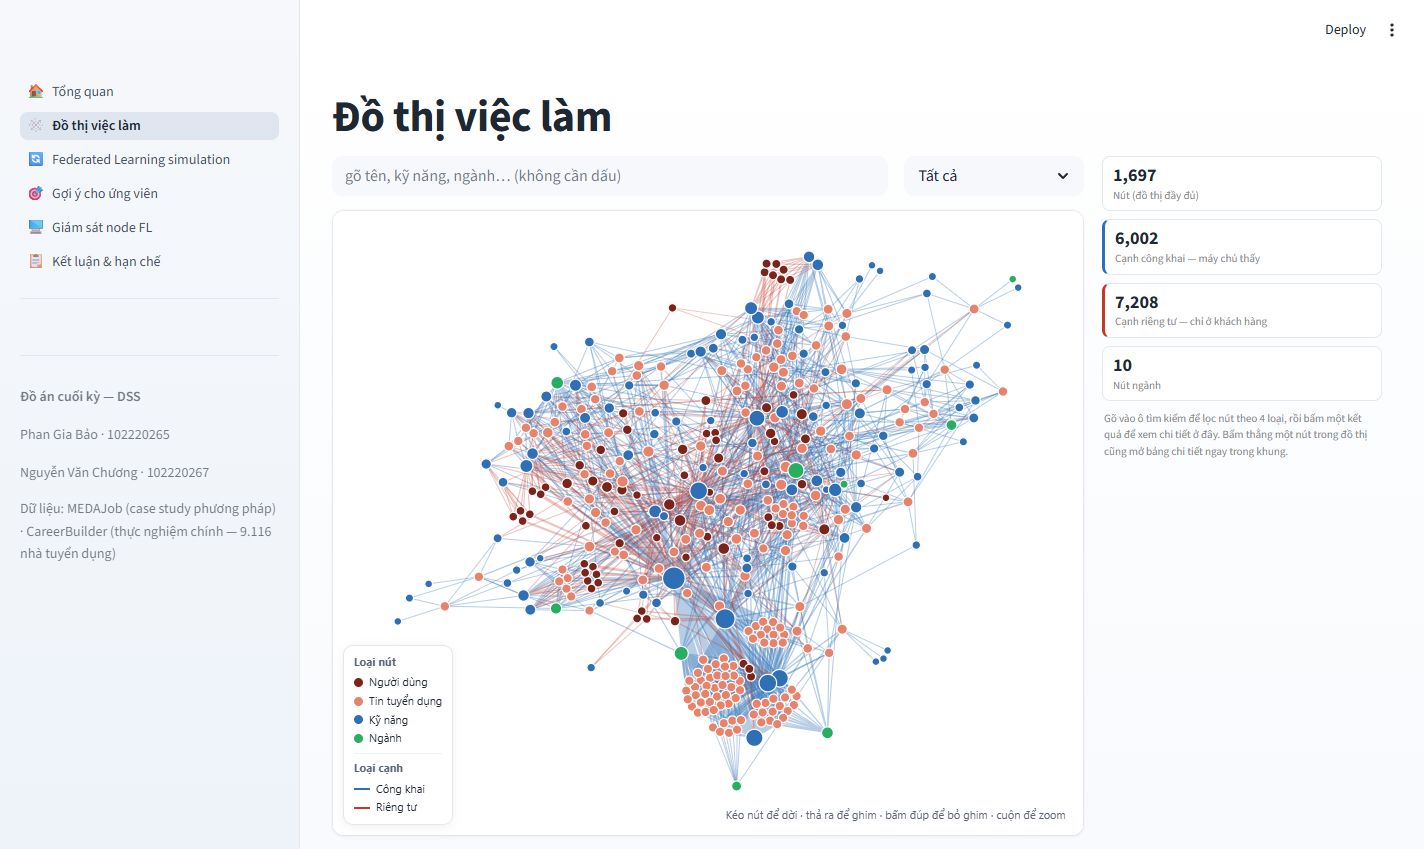 Deploy
Tổng quan
Đồ thị việc làm
Federated Learning simulation
Gợi ý cho ứng viên
Giám sát node FL
Kết luận & hạn chế
Đồ án cuối kỳ — DSS
Phan Gia Bảo · 102220265
Nguyễn Văn Chương · 102220267
Dữ liệu: MEDAJob (case study phương pháp)
· CareerBuilder (thực nghiệm chính — 9.116
nhà tuyển dụng)
Đồ thị việc làm
gõ tên, kỹ năng, ngành… (không cần dấu)
Tất cả
Loại nút
Người dùng
Tin tuyển dụng
Kỹ năng
Ngành
Loại cạnh
Công khai
Riêng tư
Kéo nút để dời · thả ra để ghim · bấm đúp để bỏ ghim · cuộn để zoom
1,697
Nút (đồ thị đầy đủ)
6,002
Cạnh công khai — máy chủ thấy
7,208
Cạnh riêng tư — chỉ ở khách hàng
10
Nút ngành
Gõ vào ô tìm kiếm để lọc nút theo 4 loại, rồi bấm một kết
quả để xem chi tiết ở đây. Bấm thẳng một nút trong đồ thị
cũng mở bảng chi tiết ngay trong khung.